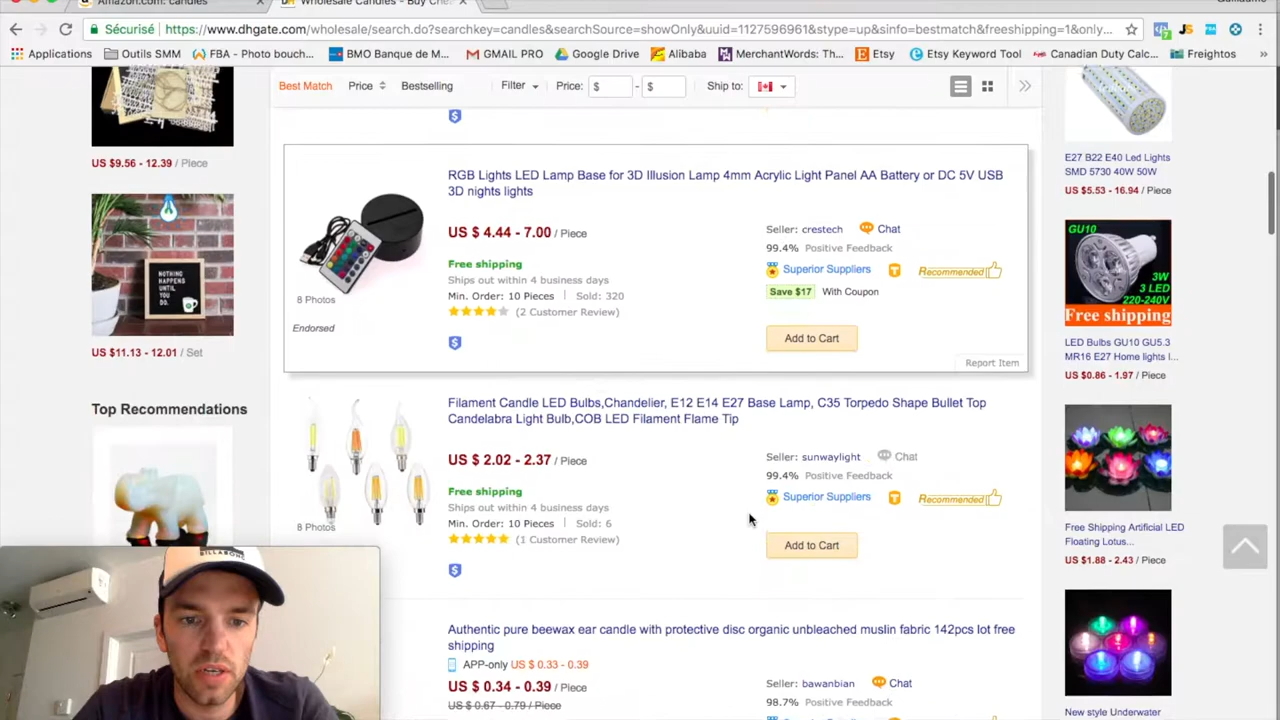 Amazon.com: candles
Wholesale Candles - Buy Che
Guillaume
Sécurisé
https://www.dhgate.com/wholesale/search.do?searchkey=candles&searchSource=showOnly&uuid=1127596961&stype=up&sinfo=bestmatch&freeshipping=1&only...
Applications
Outils SMM
FBA - Photo bouch...
BMO Banque de Mo...
GMAIL PRO
Google Drive
Alibaba
MerchantWords: Th...
Etsy
Etsy Keyword Tool
Canadian Duty Calc...
Freightos
»
Best Match
Price
Bestselling
Filter
Price:
$
-
$
Ship to:
US $9.56 - 12.39 / Piece
NOTHING
HAPPENS
UNTIL
YOU DO.
US $11.13 - 12.01 / Set
Top Recommendations
BILLABONG
RGB Lights LED Lamp Base for 3D Illusion Lamp 4mm Acrylic Light Panel AA Battery or DC 5V USB
3D nights lights
US $ 4.44 - 7.00 / Piece
Free shipping
Ships out within 4 business days
Min. Order: 10 Pieces
Sold: 320
(2 Customer Review)
8 Photos
Endorsed
Seller: crestech
Chat
99.4% Positive Feedback
Superior Suppliers
T
Recommended
Save $17 With Coupon
Add to Cart
Report Item
Filament Candle LED Bulbs,Chandelier, E12 E14 E27 Base Lamp, C35 Torpedo Shape Bullet Top
Candelabra Light Bulb,COB LED Filament Flame Tip
US $ 2.02 - 2.37 / Piece
Free shipping
Ships out within 4 business days
Min. Order: 10 Pieces
Sold: 6
(1 Customer Review)
8 Photos
Seller: sunwaylight
Chat
99.4% Positive Feedback
Superior Suppliers
T
Recommended
Add to Cart
Authentic pure beewax ear candle with protective disc organic unbleached muslin fabric 142pcs lot free
shipping
APP-only US $ 0.33 - 0.39
US $ 0.34 - 0.39 / Piece
US $ 0.67 - 0.79 / Piece
Seller: bawanbian
Chat
98.7% Positive Feedback
E27 B22 E40 Led Lights
SMD 5730 40W 50W
US $5.53 - 16.94 / Piece
GU10
3W
3 LED
220-240V
Free shipping
LED Bulbs GU10 GU5.3
MR16 E27 Home lights l...
US $0.86 - 1.97 / Piece
Free Shipping Artificial LED
Floating Lotus...
US $1.88 - 2.43 / Piece
New style Underwater